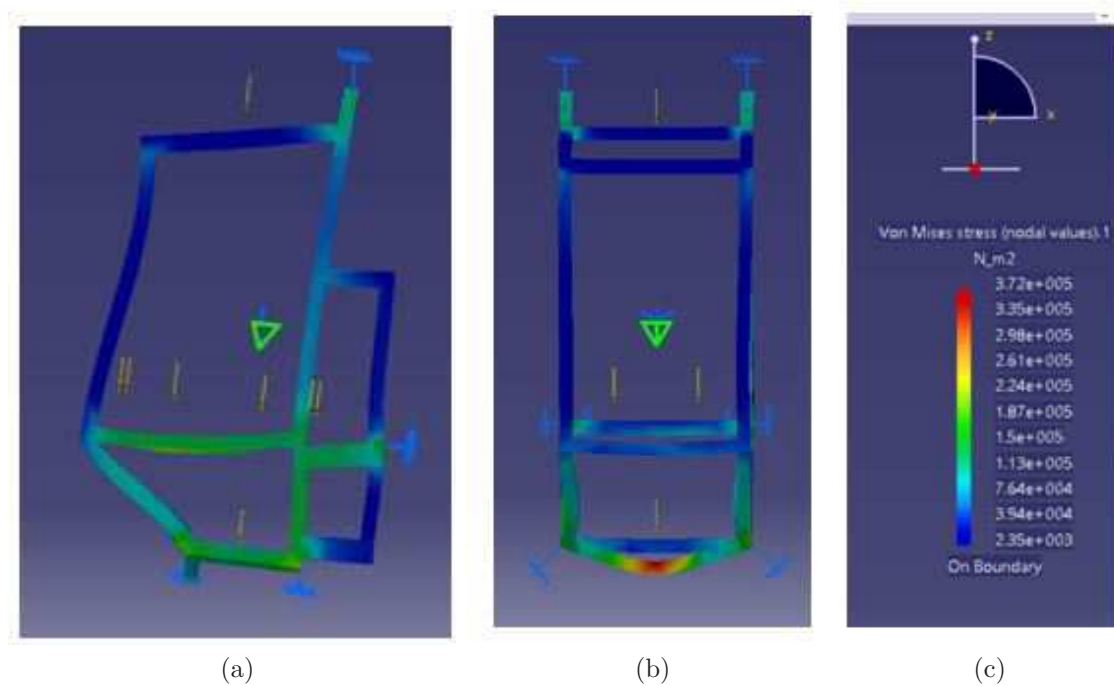 z
y
x
Von Mises stress (nodal values).1
N_m2
3.72e+005
3.35e+005
2.98e+005
2.61e+005
2.24e+005
1.87e+005
1.5e+005
1.13e+005
7.64e+004
3.94e+004
2.35e+003
On Boundary
(a)
(b)
(c)